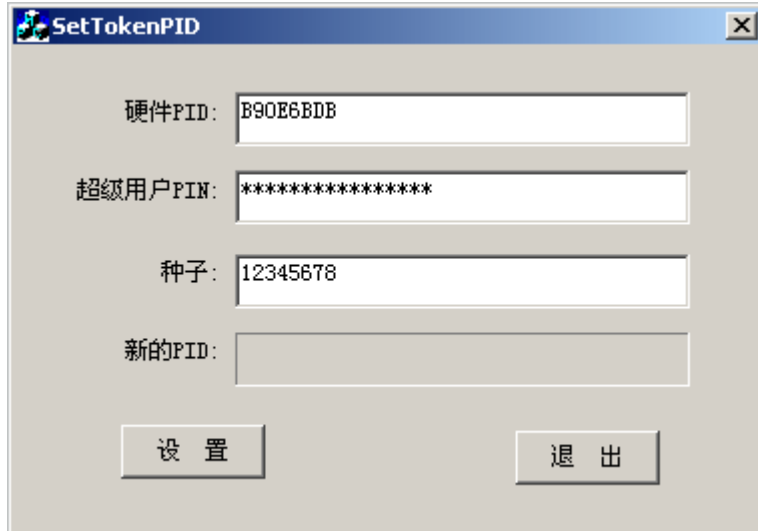 SetTokenPID
硬件PID: B90E6BDB
超级用户PIN: ****************
种子: 12345678
新的PID:
设 置 退 出